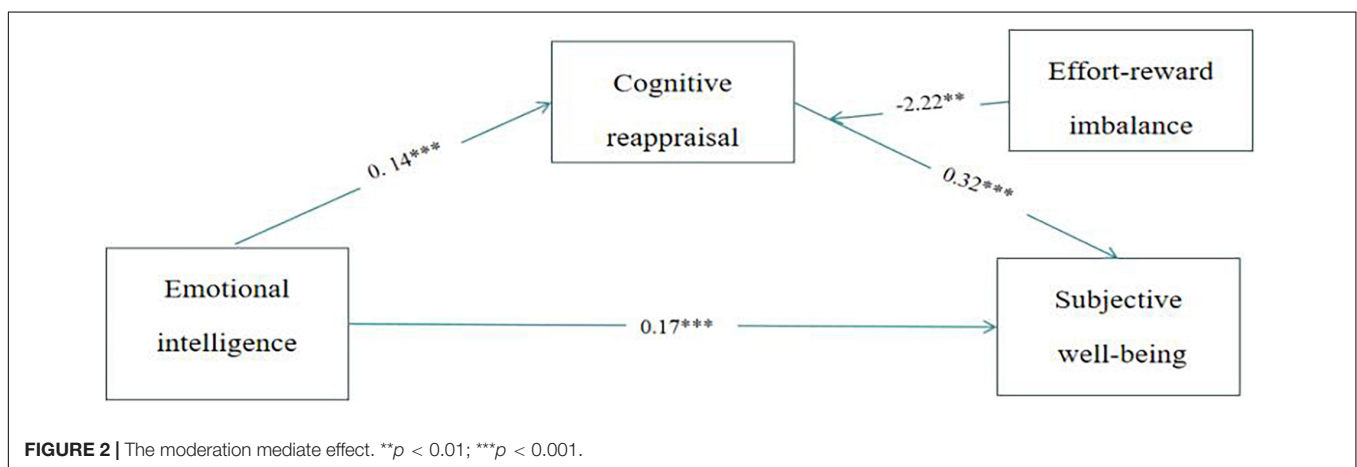 Cognitive
reappraisal
Effort-reward
imbalance
-2.22**
0. 14***
0.32***
Emotional
intelligence
0.17***
Subjective
well-being
FIGURE 2 | The moderation mediate effect. **p < 0.01; ***p < 0.001.